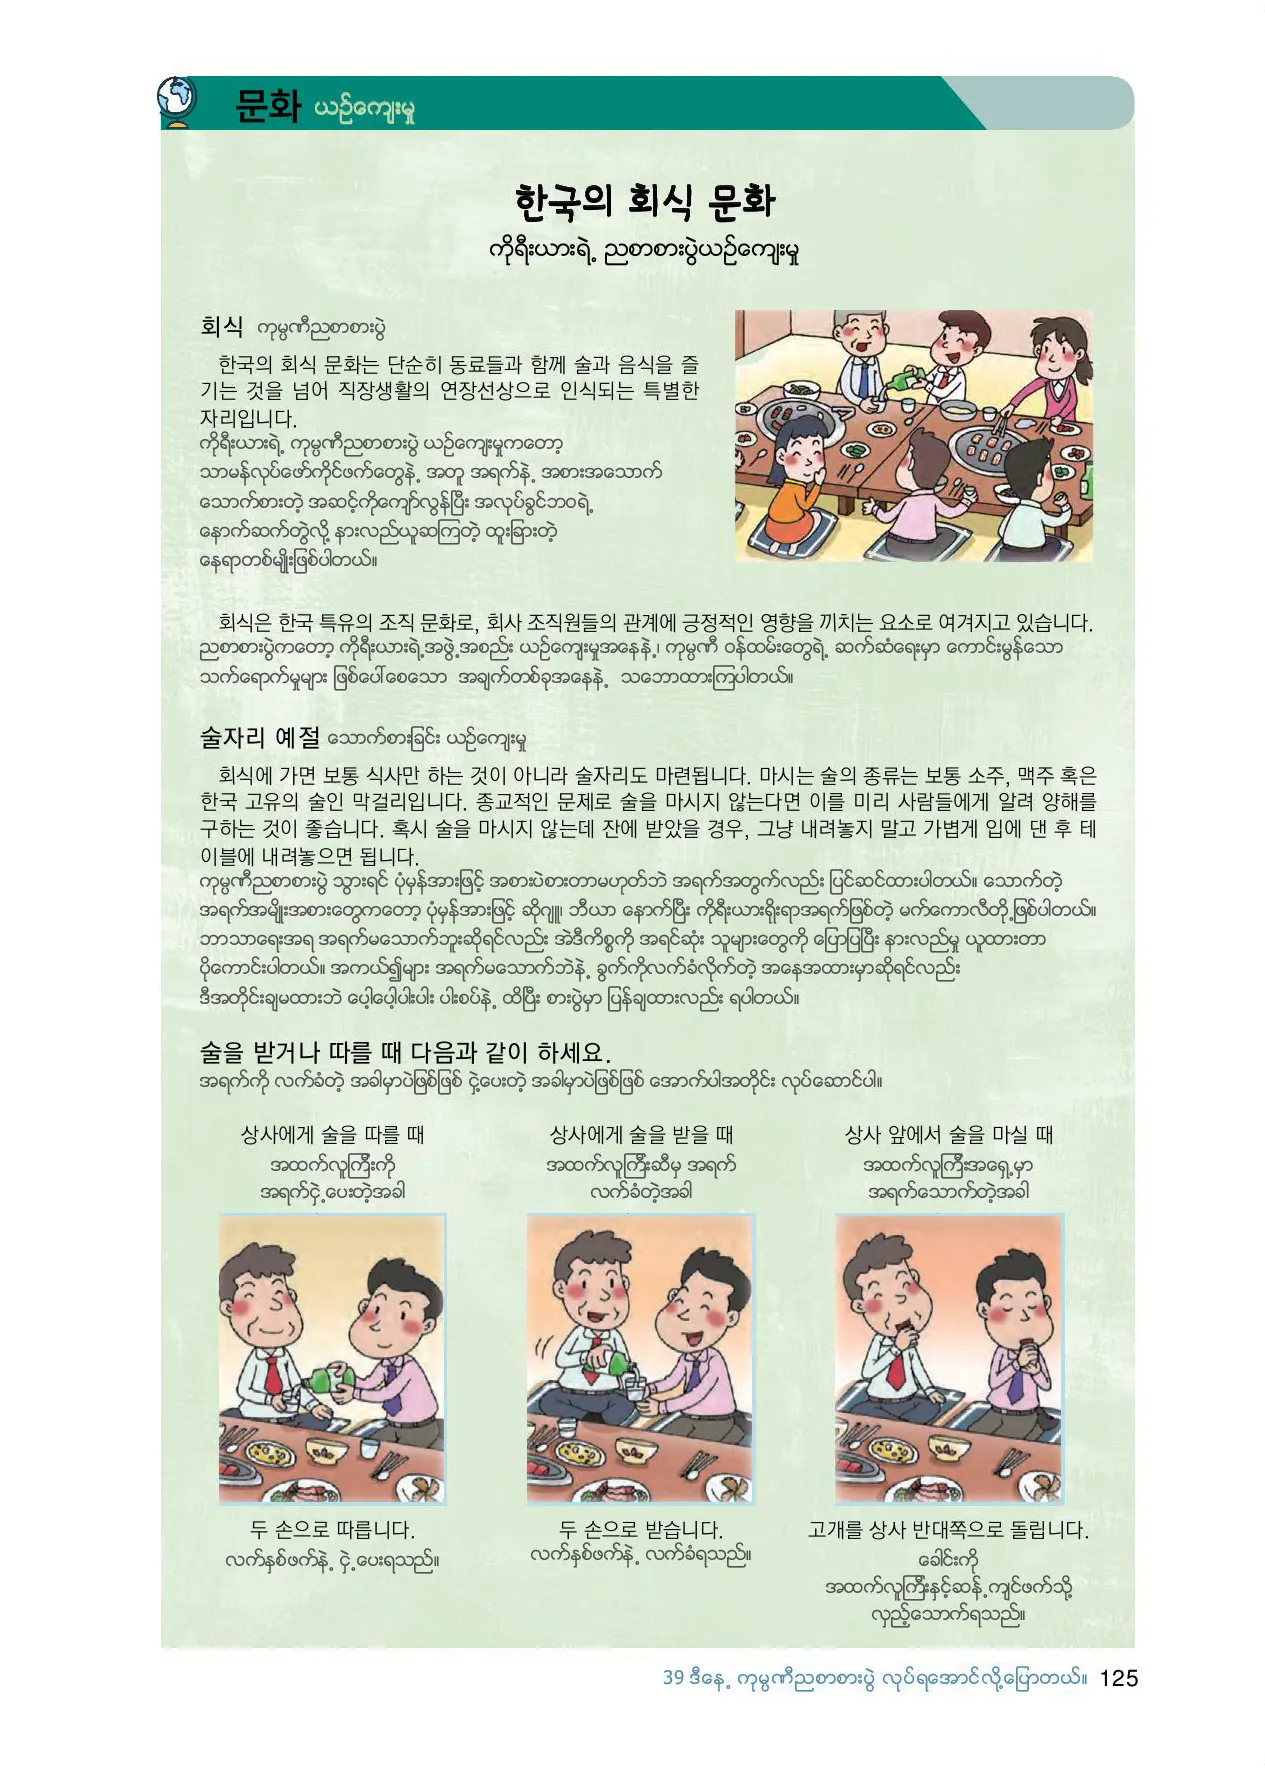 문화 ယဉ်ကျေးမှု
한국의 회식 문화
ကိုရီးယားရဲ့ ညစာစားပွဲယဉ်ကျေးမှု
회식 ကုမ္ပဏီညစာစားပွဲ
한국의 회식 문화는 단순히 동료들과 함께 술과 음식을 즐
기는 것을 넘어 직장생활의 연장선상으로 인식되는 특별한
자리입니다.
ကိုရီးယားရဲ့ ကုမ္ပဏီညစာစားပွဲ ယဉ်ကျေးမှုကတော့
သာမန်လုပ်ဖော်ကိုင်ဖက်တွေနဲ့ အတူ အရက်နဲ့ အစားအသောက်
သောက်စားတဲ့ အဆင့်ကိုကျော်လွန်ပြီး အလုပ်ခွင်ဘဝရဲ့
နောက်ဆက်တွဲလို့ နားလည်ယူဆကြတဲ့ ထူးခြားတဲ့
နေရာတစ်မျိုးဖြစ်ပါတယ်။
회식은 한국 특유의 조직 문화로, 회사 조직원들의 관계에 긍정적인 영향을 끼치는 요소로 여겨지고 있습니다.
ညစာစားပွဲကတော့ ကိုရီးယားရဲ့အဖွဲ့အစည်း ယဉ်ကျေးမှုအနေနဲ့၊ ကုမ္ပဏီ ဝန်ထမ်းတွေရဲ့ ဆက်ဆံရေးမှာ ကောင်းမွန်သော
သက်ရောက်မှုများ ဖြစ်ပေါ်စေသော အချက်တစ်ခုအနေနဲ့ သဘောထားကြပါတယ်။
술자리 예절 သောက်စားခြင်း ယဉ်ကျေးမှု
회식에 가면 보통 식사만 하는 것이 아니라 술자리도 마련됩니다. 마시는 술의 종류는 보통 소주, 맥주 혹은
한국 고유의 술인 막걸리입니다. 종교적인 문제로 술을 마시지 않는다면 이를 미리 사람들에게 알려 양해를
구하는 것이 좋습니다. 혹시 술을 마시지 않는데 잔에 받았을 경우, 그냥 내려놓지 말고 가볍게 입에 댄 후 테
이블에 내려놓으면 됩니다.
ကုမ္ပဏီညစာစားပွဲ သွားရင် ပုံမှန်အားဖြင့် အစားပဲစားတာမဟုတ်ဘဲ အရက်အတွက်လည်း ပြင်ဆင်ထားပါတယ်။ သောက်တဲ့
အရက်အမျိုးအစားတွေကတော့ ပုံမှန်အားဖြင့် ဆိုဂျူ၊ ဘီယာ နောက်ပြီး ကိုရီးယားရိုးရာအရက်ဖြစ်တဲ့ မက်ကောလီတို့ဖြစ်ပါတယ်။
ဘာသာရေးအရ အရက်မသောက်ဘူးဆိုရင်လည်း အဲဒီကိစ္စကို အရင်ဆုံး သူများတွေကို ပြောပြပြီး နားလည်မှု ယူထားတာ
ပိုကောင်းပါတယ်။ အကယ်၍များ အရက်မသောက်ဘဲနဲ့ ခွက်ကိုလက်ခံလိုက်တဲ့ အနေအထားမှာဆိုရင်လည်း
ဒီအတိုင်းချမထားဘဲ ပေါ့ပေါ့ပါးပါး ပါးစပ်နဲ့ ထိပြီး စားပွဲမှာ ပြန်ချထားလည်း ရပါတယ်။
술을 받거나 따를 때 다음과 같이 하세요.
အရက်ကို လက်ခံတဲ့ အခါမှာပဲဖြစ်ဖြစ် ငှဲ့ပေးတဲ့ အခါမှာပဲဖြစ်ဖြစ် အောက်ပါအတိုင်း လုပ်ဆောင်ပါ။
상사에게 술을 따를 때
အထက်လူကြီးကို
အရက်ငှဲ့ပေးတဲ့အခါ
두 손으로 따릅니다.
လက်နှစ်ဖက်နဲ့ ငှဲ့ပေးရသည်။
상사에게 술을 받을 때
အထက်လူကြီးဆီမှ အရက်
လက်ခံတဲ့အခါ
두 손으로 받습니다.
လက်နှစ်ဖက်နဲ့ လက်ခံရသည်။
상사 앞에서 술을 마실 때
အထက်လူကြီးအရှေ့မှာ
အရက်သောက်တဲ့အခါ
고개를 상사 반대쪽으로 돌립니다.
ခေါင်းကို
အထက်လူကြီးနှင့်ဆန့်ကျင်ဖက်သို့
လှည့်သောက်ရသည်။
39 ဒီနေ့ ကုမ္ပဏီညစာစားပွဲ လုပ်ရအောင်လို့ပြောတယ်။ 125